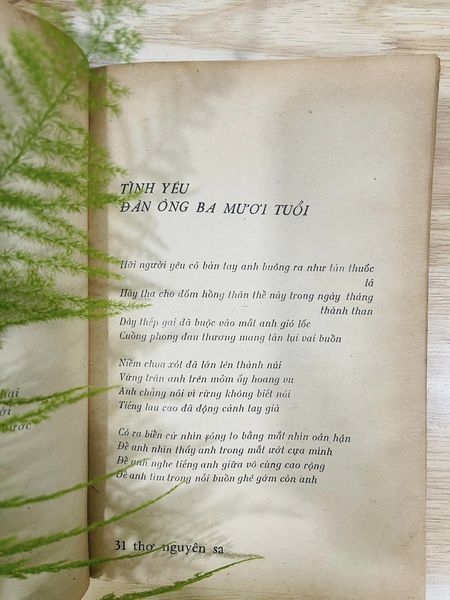 hai
ời
ước
TÌNH YÊU
ĐÀN ÔNG BA MƯƠI TUỔI
Hỡi người yêu có bàn tay anh buông ra như tàn thuốc
lá
Hãy tha cho đốm hồng thân thể này trong ngày tháng
thành than
Dây thép gai đã buộc vào mắt anh gió lốc
Cuồng phong đau thương mang tàn lụi vai buồn
Niềm chua xót đã lớn lên thành núi
Vừng trán anh trên mỏm ấy hoang vu
Anh chẳng nói vì rừng không biết nói
Tiếng lau cao đã động cánh tay già
Có ra biển cứ nhìn sóng to bằng mắt nhìn oán hận
Để anh nhìn thấy anh trong mắt ướt cựa mình
Để anh nghe tiếng anh giữa vô cùng cao rộng
Để anh tìm trong nỗi buồn ghê gớm còn anh
31 thơ nguyên sa